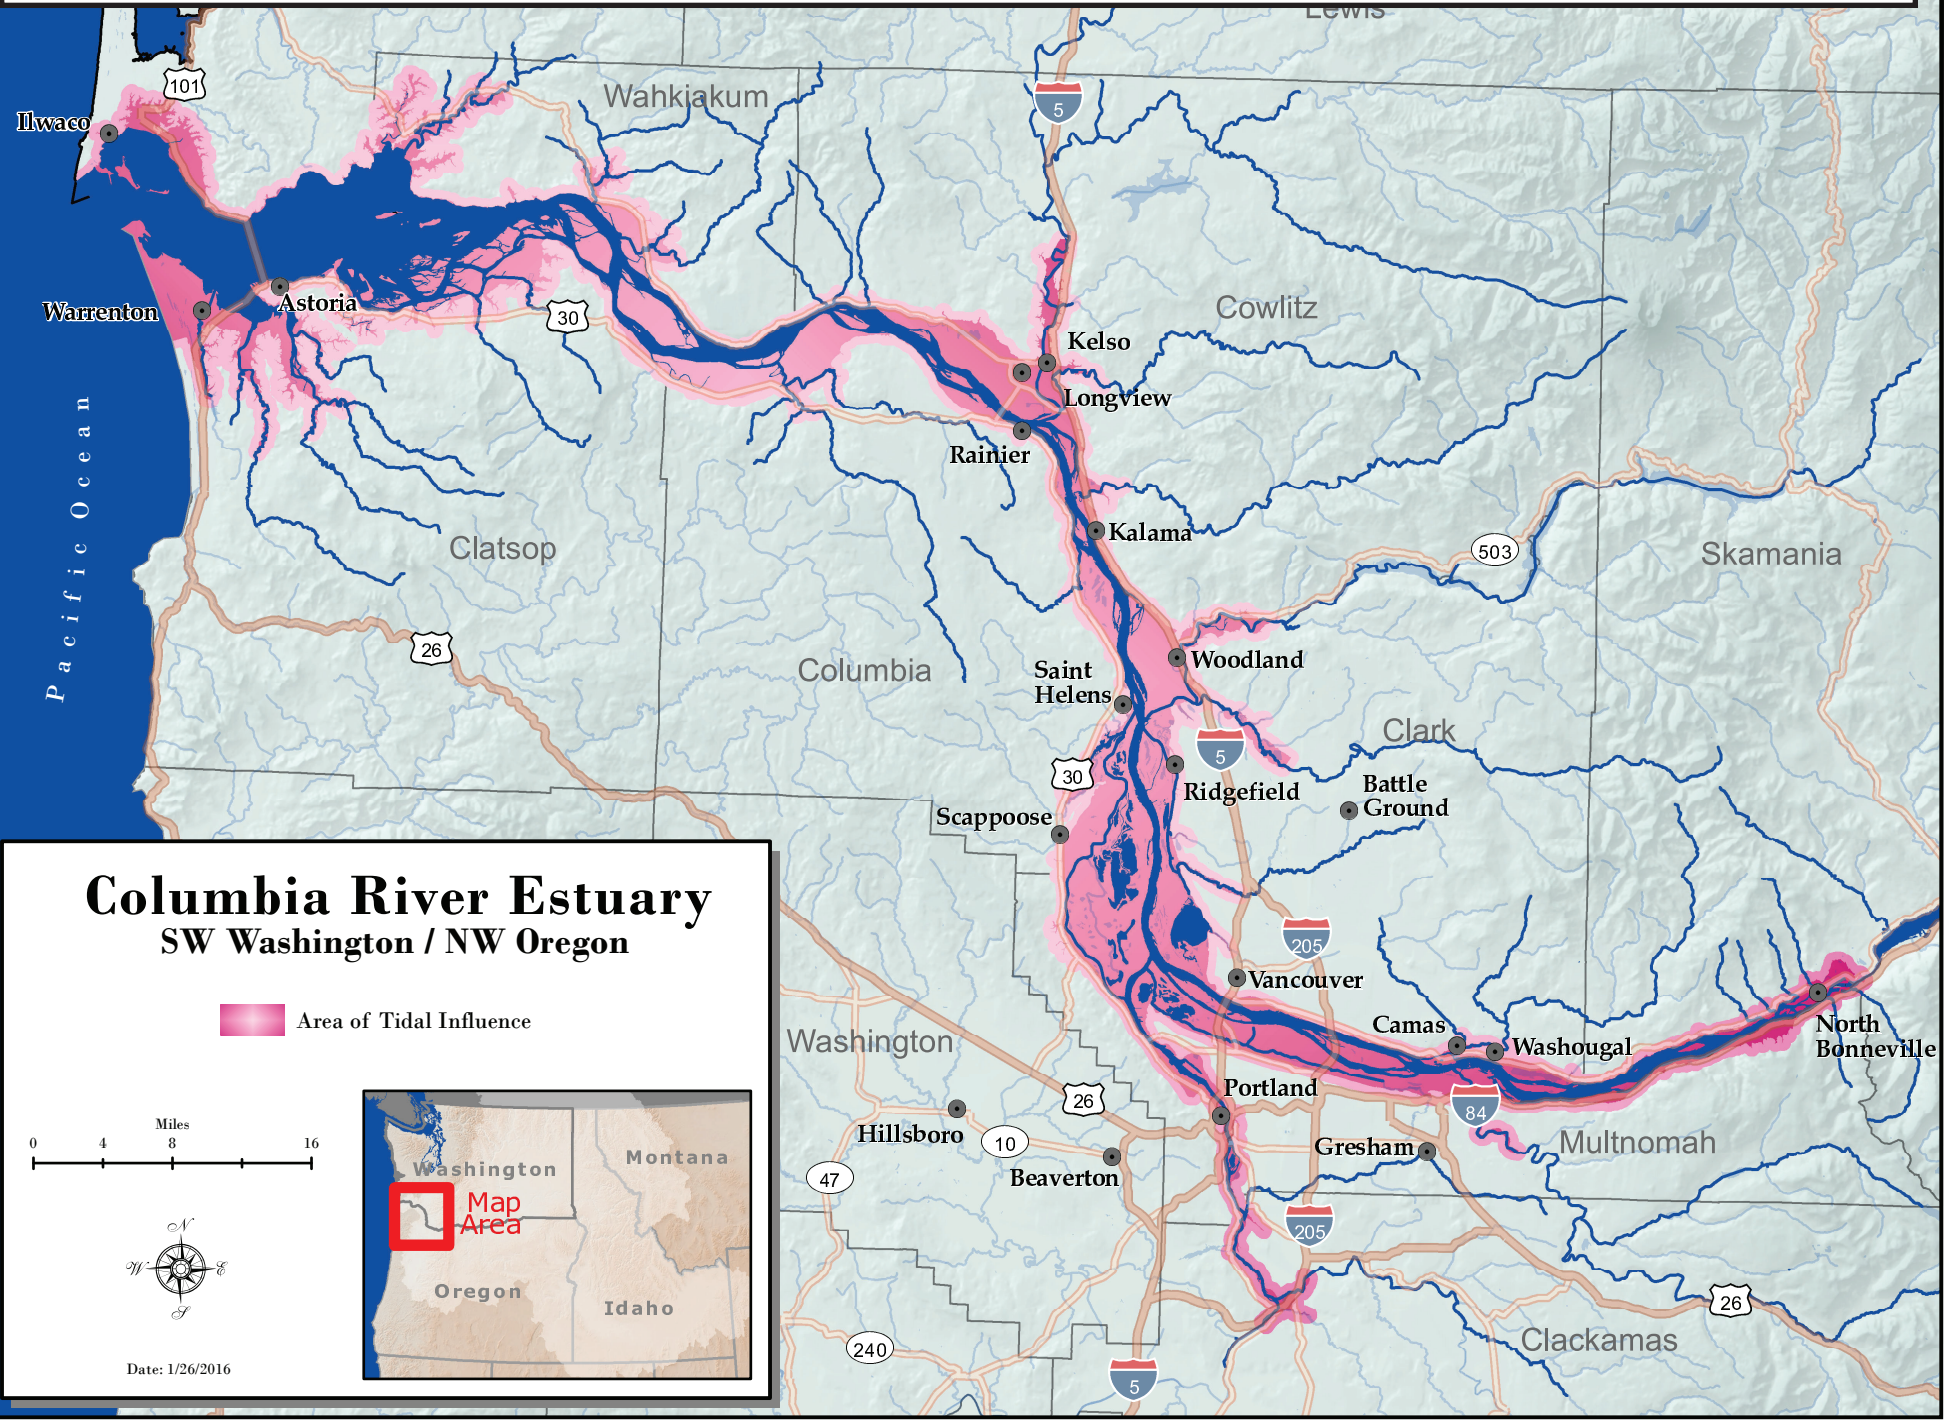 Lewis
101
Wahkiakum
5
Ilwaco
Cowlitz
Warrenton
Astoria
30
Kelso
Longview
Rainier
Pacific Ocean
Kalama
Clatsop
503
Skamania
26
Columbia
Saint
Helens
Woodland
Clark
5
30
Ridgefield
Battle
Ground
Scappoose
205
Vancouver
Camas
Washougal
North
Bonneville
Washington
Portland
26
84
Hillsboro
10
Beaverton
Gresham
Multnomah
47
205
26
240
Clackamas
5
Columbia River Estuary
SW Washington / NW Oregon
Area of Tidal Influence
Miles
0 4 8 16
N
W E
S
Date: 1/26/2016
Washington
Montana
Map
Area
Oregon
Idaho